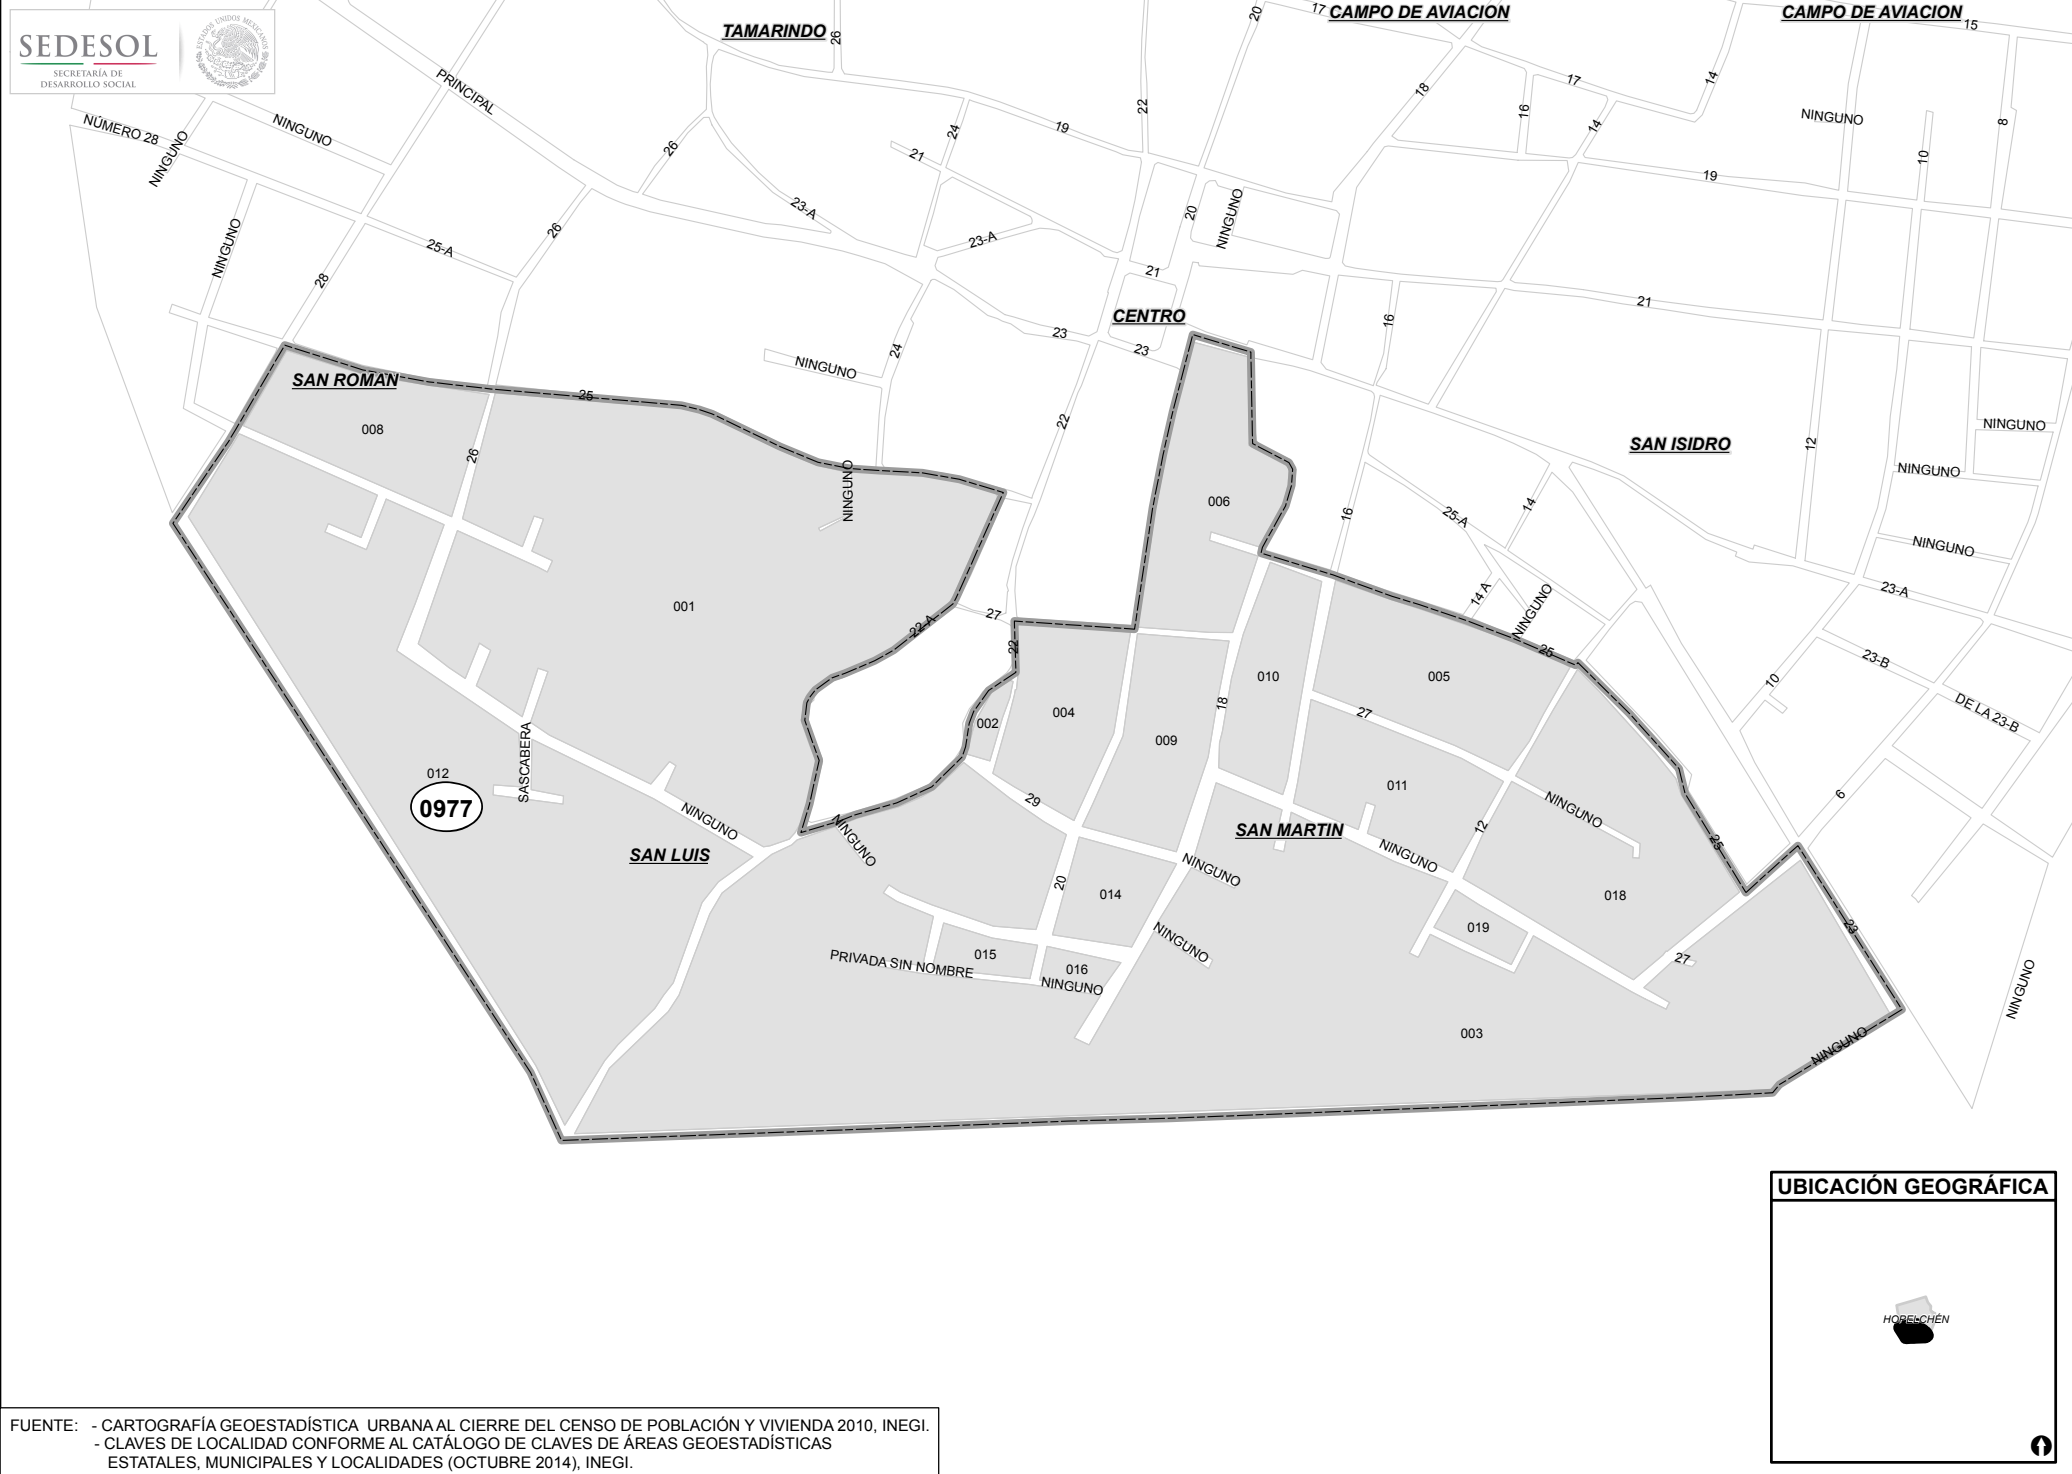 SEDESOL
SECRETARÍA DE
DESARROLLO SOCIAL
ESTADOS UNIDOS MEXICANOS
TAMARINDO
26
20
17
CAMPO DE AVIACION
CAMPO DE AVIACION
15
PRINCIPAL
NÚMERO 28
NINGUNO
NINGUNO
26
24
21
19
22
18
16
17
14
14
NINGUNO
8
10
19
NINGUNO
28
25-A
26
23-A
23-A
20
NINGUNO
21
21
CENTRO
23
23
24
NINGUNO
16
SAN ROMAN
25
008
26
22
NINGUNO
006
16
25-A
14
SAN ISIDRO
12
NINGUNO
NINGUNO
NINGUNO
23-A
001
22-A
27
22
14 A
NINGUNO
25
23-B
10
DE LA 23-B
002
004
009
18
010
005
27
011
012
0977
SASCABERA
NINGUNO
SAN LUIS
NINGUNO
29
SAN MARTIN
NINGUNO
NINGUNO
12
NINGUNO
25
6
20
014
018
019
NINGUNO
015
016
PRIVADA SIN NOMBRE
NINGUNO
27
23
NINGUNO
003
NINGUNO
UBICACIÓN GEOGRÁFICA
HOPELCHÉN
FUENTE: - CARTOGRAFÍA GEOESTADÍSTICA URBANA AL CIERRE DEL CENSO DE POBLACIÓN Y VIVIENDA 2010, INEGI.
- CLAVES DE LOCALIDAD CONFORME AL CATÁLOGO DE CLAVES DE ÁREAS GEOESTADÍSTICAS
ESTATALES, MUNICIPALES Y LOCALIDADES (OCTUBRE 2014), INEGI.